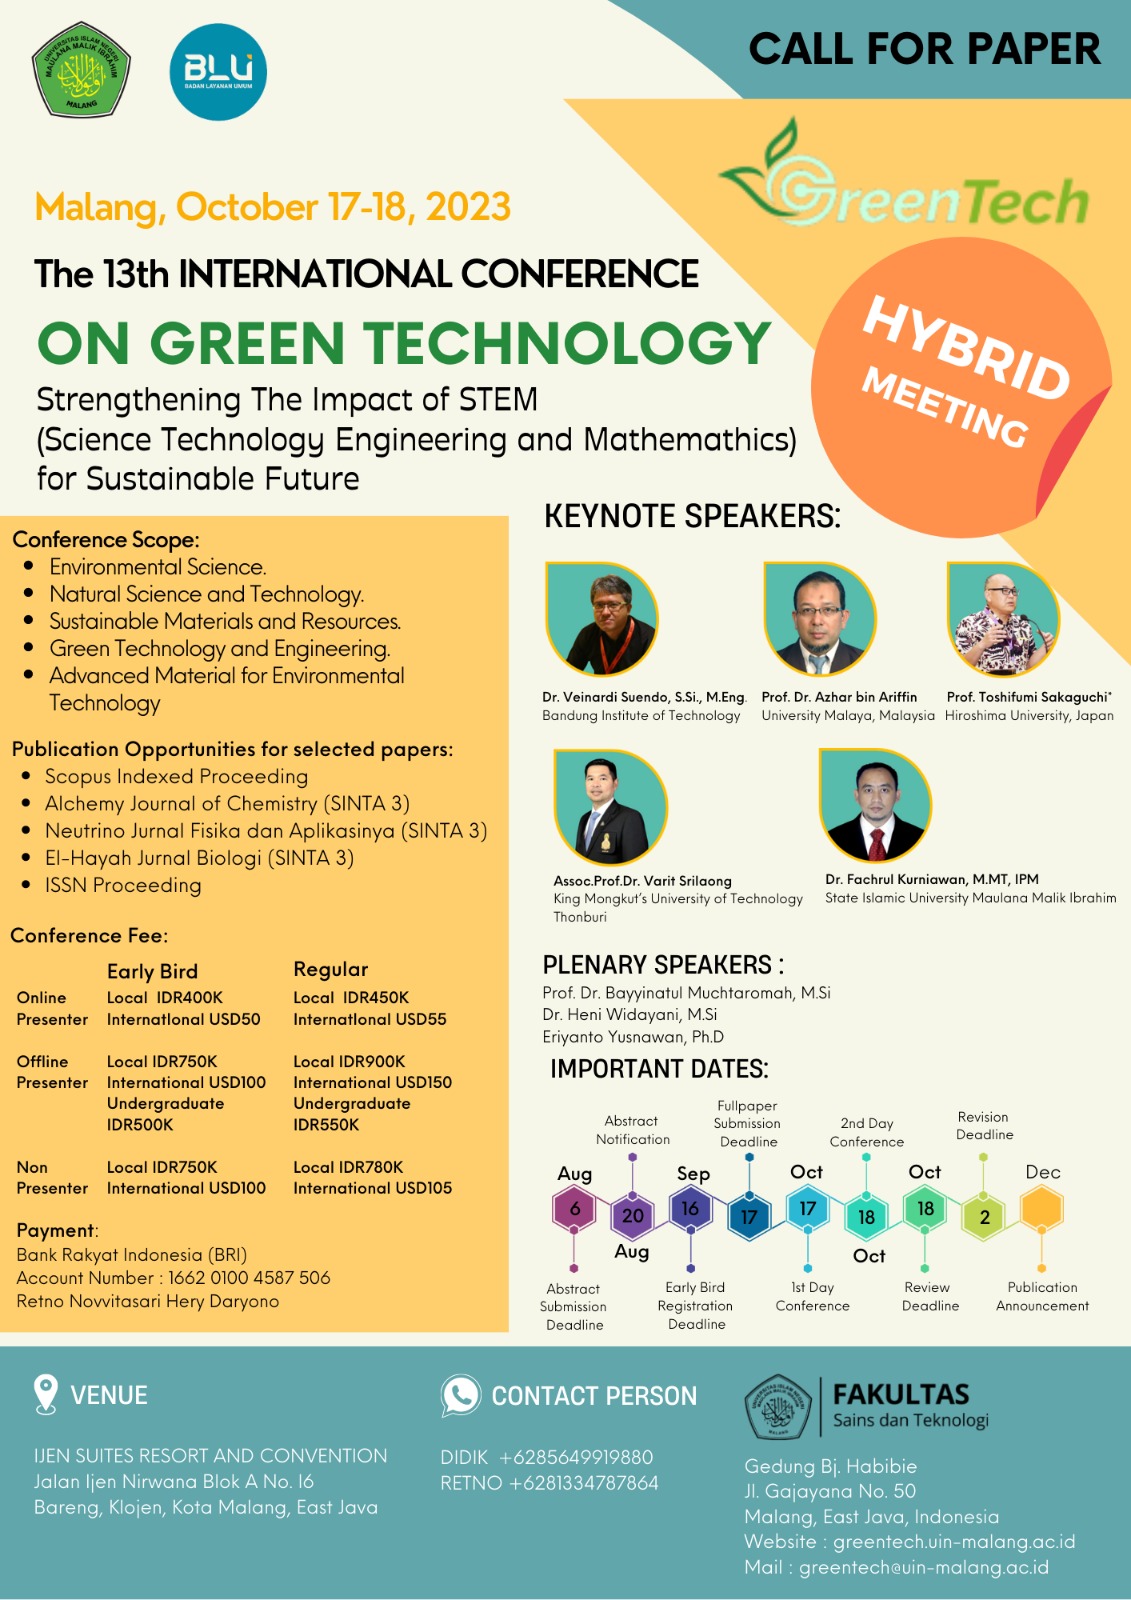 UNIVERSITAS ISLAM NEGERI
MAULANA MALIK IBRAHIM
MALANG
BLU
BADAN LAYANAN UMUM
CALL FOR PAPER
GreenTech
Malang, October 17-18, 2023
The 13th INTERNATIONAL CONFERENCE
ON GREEN TECHNOLOGY
Strengthening The Impact of STEM
(Science Technology Engineering and Mathemathics)
for Sustainable Future
HYBRID
MEETING
Conference Scope:
• Environmental Science.
• Natural Science and Technology.
• Sustainable Materials and Resources.
• Green Technology and Engineering.
• Advanced Material for Environmental
Technology
Publication Opportunities for selected papers:
• Scopus Indexed Proceeding
• Alchemy Journal of Chemistry (SINTA 3)
• Neutrino Jurnal Fisika dan Aplikasinya (SINTA 3)
• El-Hayah Jurnal Biologi (SINTA 3)
• ISSN Proceeding
Conference Fee:
Early Bird Regular
Online Local IDR400K Local IDR450K
Presenter InternatIonal USD50 InternatIonal USD55
Offline Local IDR750K Local IDR900K
Presenter International USD100 International USD150
Undergraduate Undergraduate
IDR500K IDR550K
Non Local IDR750K Local IDR780K
Presenter International USD100 International USD105
Payment:
Bank Rakyat Indonesia (BRI)
Account Number : 1662 0100 4587 506
Retno Novvitasari Hery Daryono
KEYNOTE SPEAKERS:
Dr. Veinardi Suendo, S.Si., M.Eng.
Bandung Institute of Technology
Prof. Dr. Azhar bin Ariffin
University Malaya, Malaysia
Prof. Toshifumi Sakaguchi*
Hiroshima University, Japan
Assoc.Prof.Dr. Varit Srilaong
King Mongkut's University of Technology
Thonburi
Dr. Fachrul Kurniawan, M.MT, IPM
State Islamic University Maulana Malik Ibrahim
PLENARY SPEAKERS :
Prof. Dr. Bayyinatul Muchtaromah, M.Si
Dr. Heni Widayani, M.Si
Eriyanto Yusnawan, Ph.D
IMPORTANT DATES:
Aug
6
Abstract
Submission
Deadline
Abstract
Notification
20
Aug
Sep
16
Early Bird
Registration
Deadline
Fullpaper
Submission
Deadline
17
Oct
17
1st Day
Conference
2nd Day
Conference
18
Oct
Oct
18
Review
Deadline
Revision
Deadline
2
Dec
Publication
Announcement
VENUE
IJEN SUITES RESORT AND CONVENTION
Jalan Ijen Nirwana Blok A No. 16
Bareng, Klojen, Kota Malang, East Java
CONTACT PERSON
DIDIK +6285649919880
RETNO +6281334787864
FAKULTAS
Sains dan Teknologi
Gedung Bj. Habibie
Jl. Gajayana No. 50
Malang, East Java, Indonesia
Website : greentech.uin-malang.ac.id
Mail : greentech@uin-malang.ac.id